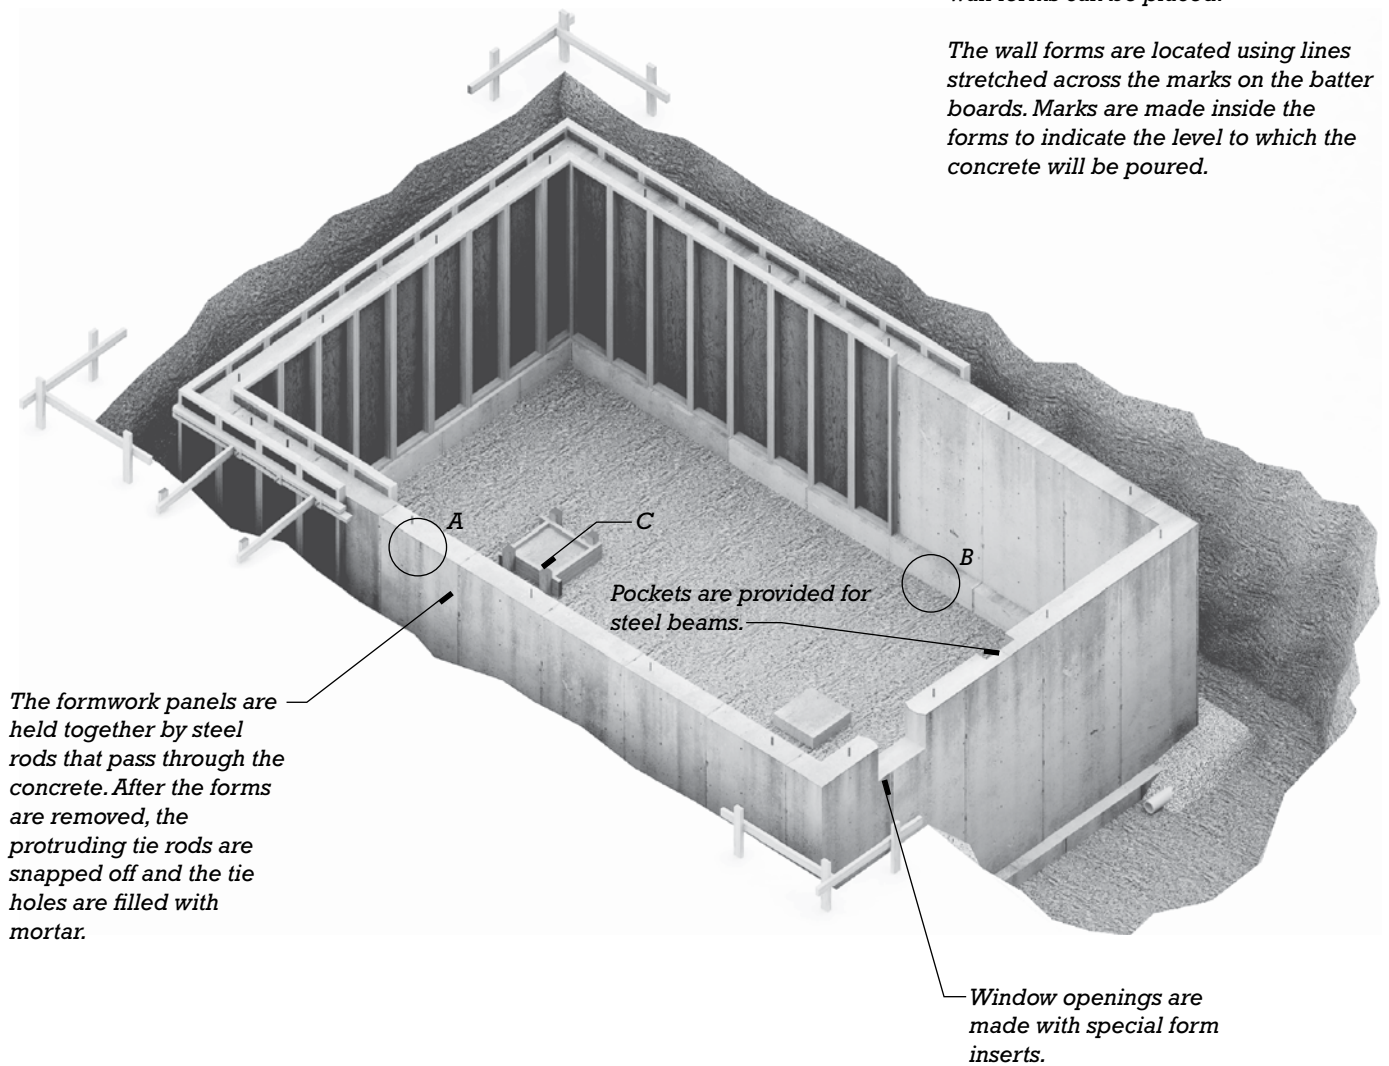 wall forms can be placed.
The wall forms are located using lines
stretched across the marks on the batter
boards. Marks are made inside the
forms to indicate the level to which the
concrete will be poured.
A
C
B
Pockets are provided for
steel beams.
The formwork panels are
held together by steel
rods that pass through the
concrete. After the forms
are removed, the
protruding tie rods are
snapped off and the tie
holes are filled with
mortar.
Window openings are
made with special form
inserts.